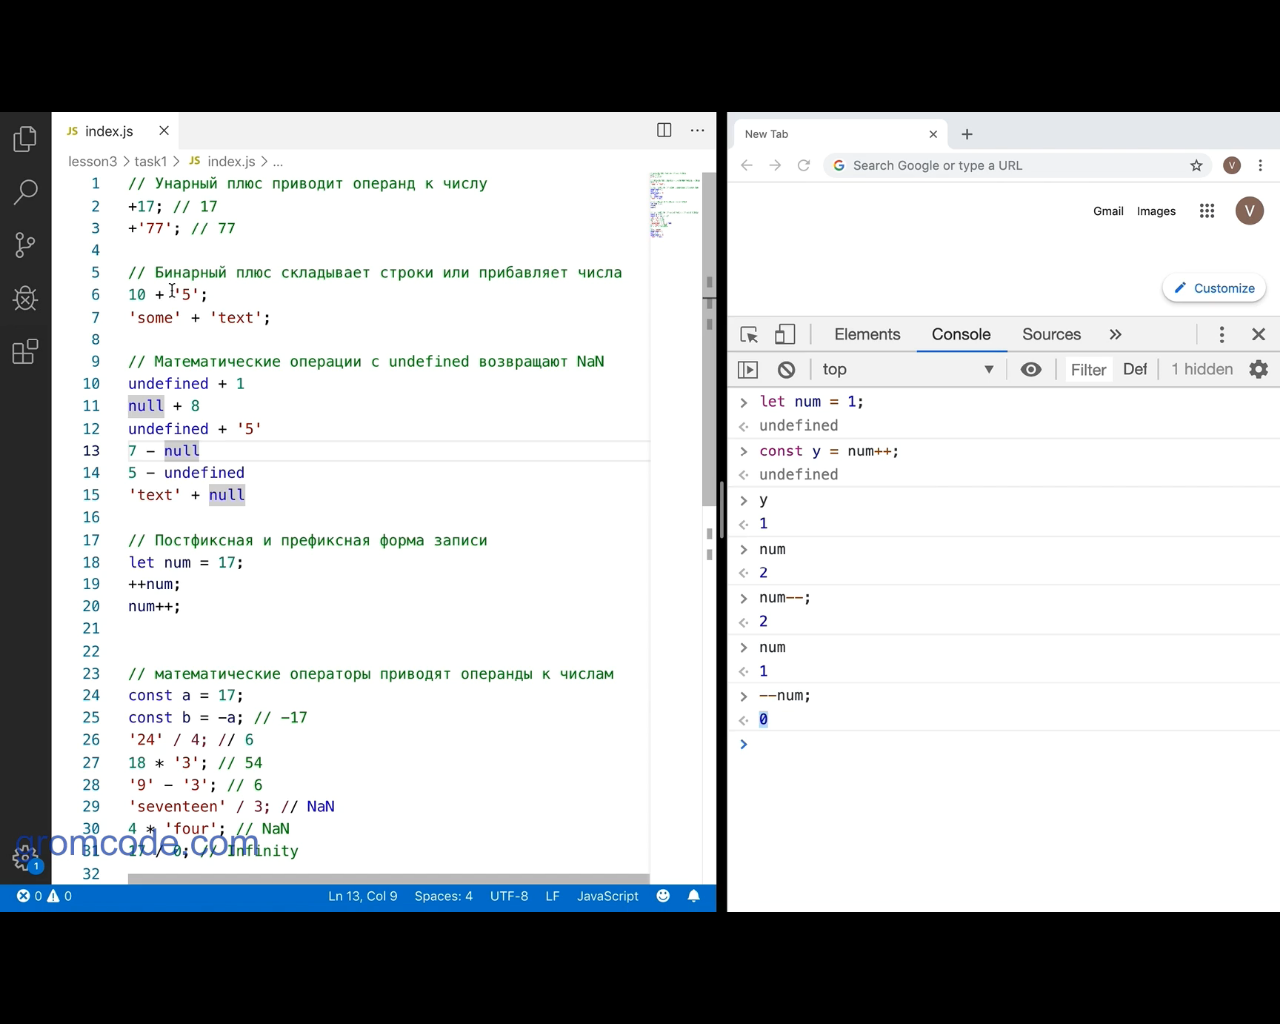 JS index.js
lesson3 > task1 > JS index.js > ...
1 // Унарный плюс приводит операнд к числу
2 +17; // 17
3 +'77'; // 77
4
5 // Бинарный плюс складывает строки или прибавляет числа
6 10 + '5';
7 'some' + 'text';
8
9 // Математические операции с undefined возвращают NaN
10 undefined + 1
11 null + 8
12 undefined + '5'
13 7 - null
14 5 - undefined
15 'text' + null
16
17 // Постфиксная и префиксная форма записи
18 let num = 17;
19 ++num;
20 num++;
21
22
23 // математические операторы приводят операнды к числам
24 const a = 17;
25 const b = -a; // -17
26 '24' / 4; // 6
27 18 * '3'; // 54
28 '9' - '3'; // 6
29 'seventeen' / 3; // NaN
30 4 * 'four'; // NaN
gromcode.com
31 17 / 0; // Infinity
32
1
0 0
Ln 13, Col 9 Spaces: 4 UTF-8 LF JavaScript
New Tab
Search Google or type a URL
V
Gmail Images V
Customize
Elements Console Sources
top Filter Def 1 hidden
> let num = 1;
undefined
> const y = num++;
undefined
> y
1
> num
2
> num--;
2
> num
1
> --num;
0
>